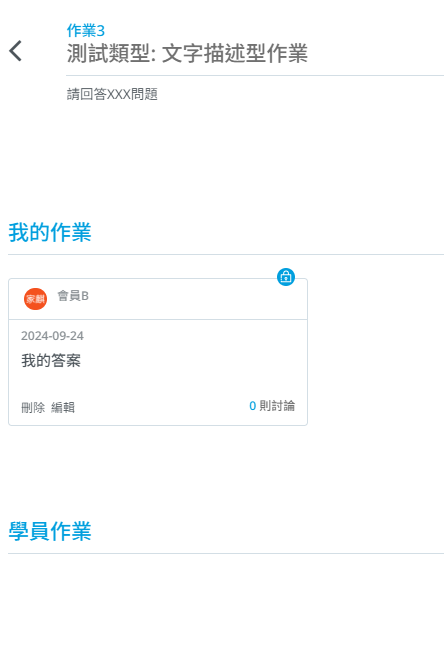 作業3
測試類型: 文字描述型作業
請回答XXX問題
我的作業
家麟
會員B
2024-09-24
我的答案
刪除 編輯
0 則討論
學員作業